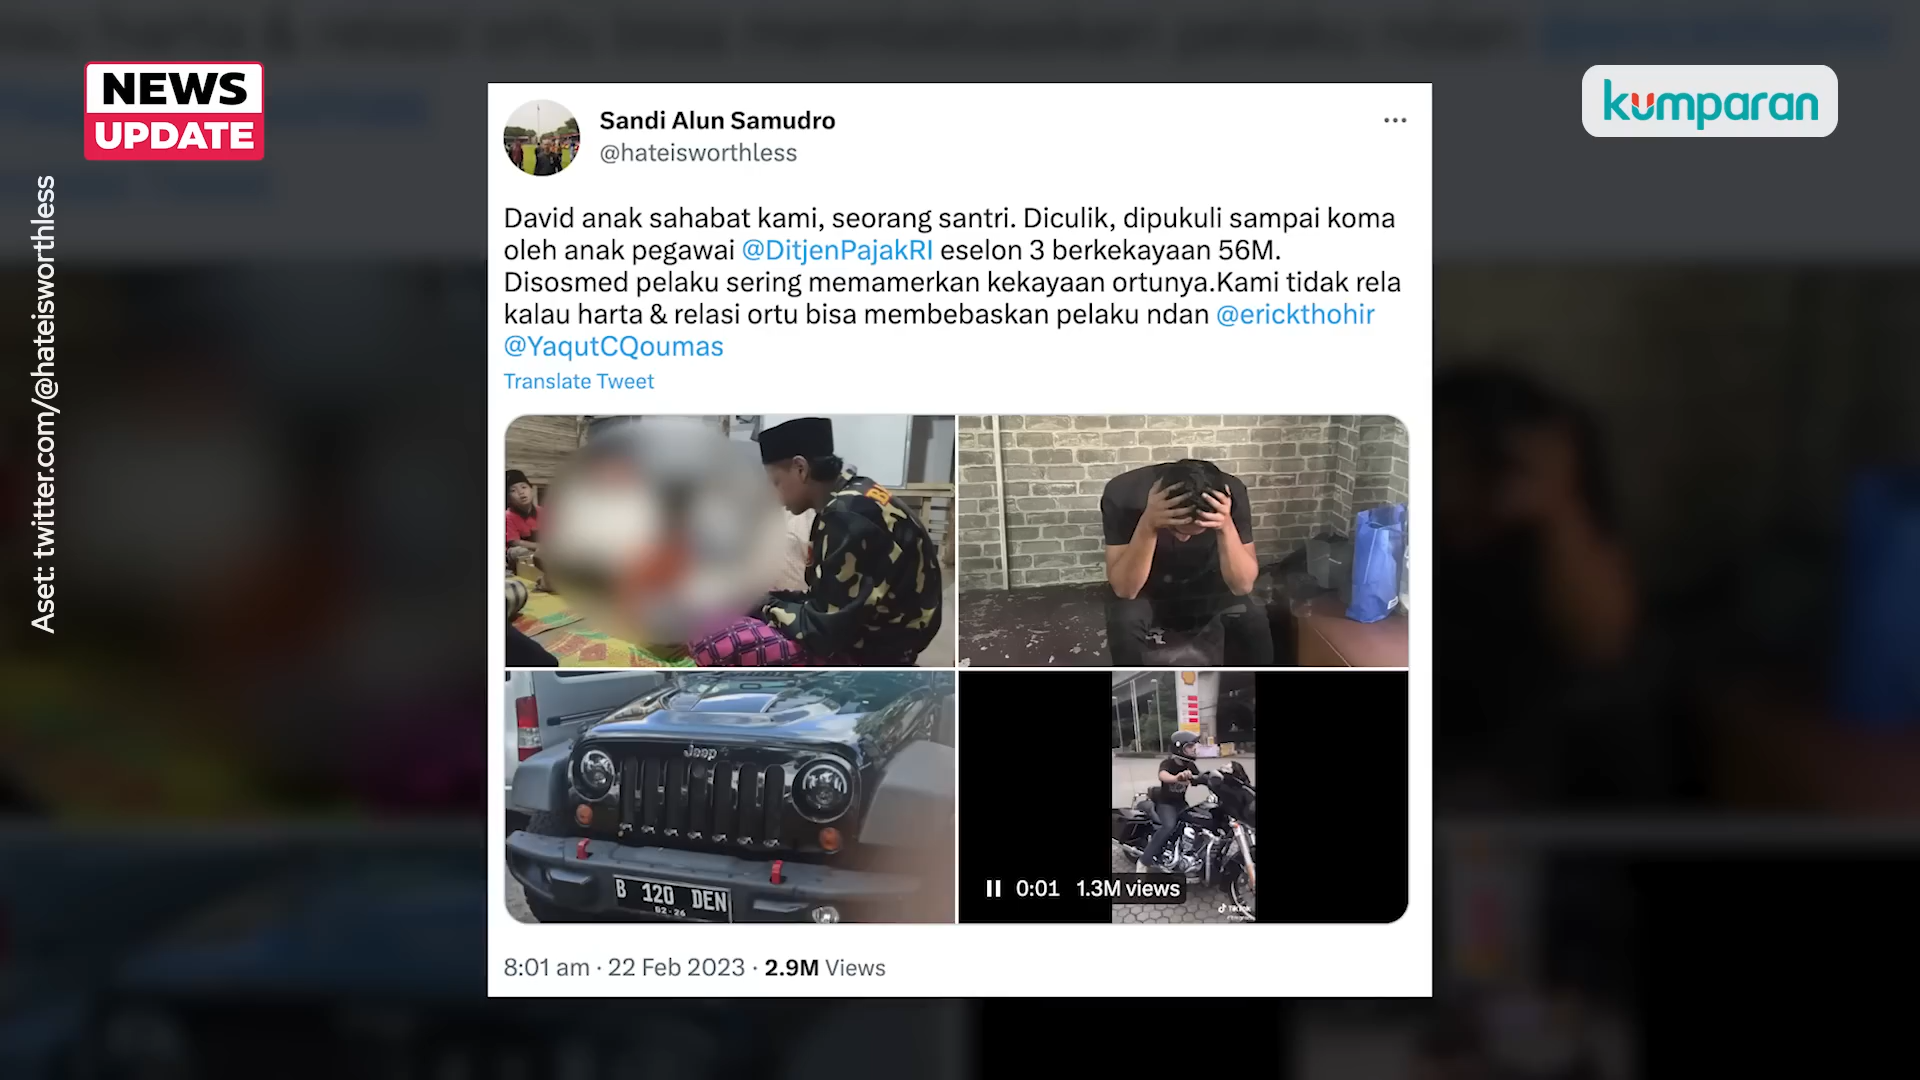 NEWS
UPDATE
kumparan
Aset: twitter.com/@hateisworthless
Sandi Alun Samudro
@hateisworthless
David anak sahabat kami, seorang santri. Diculik, dipukuli sampai koma
oleh anak pegawai @DitjenPajakRI eselon 3 berkekayaan 56M.
Disosmed pelaku sering memamerkan kekayaan ortunya.Kami tidak rela
kalau harta & relasi ortu bisa membebaskan pelaku ndan @erickthohir
@YaqutCQoumas
Translate Tweet
Jeep
B 120 DEN
02-26
0:01 1.3M views
TikTok
8:01 am · 22 Feb 2023 · 2.9M Views